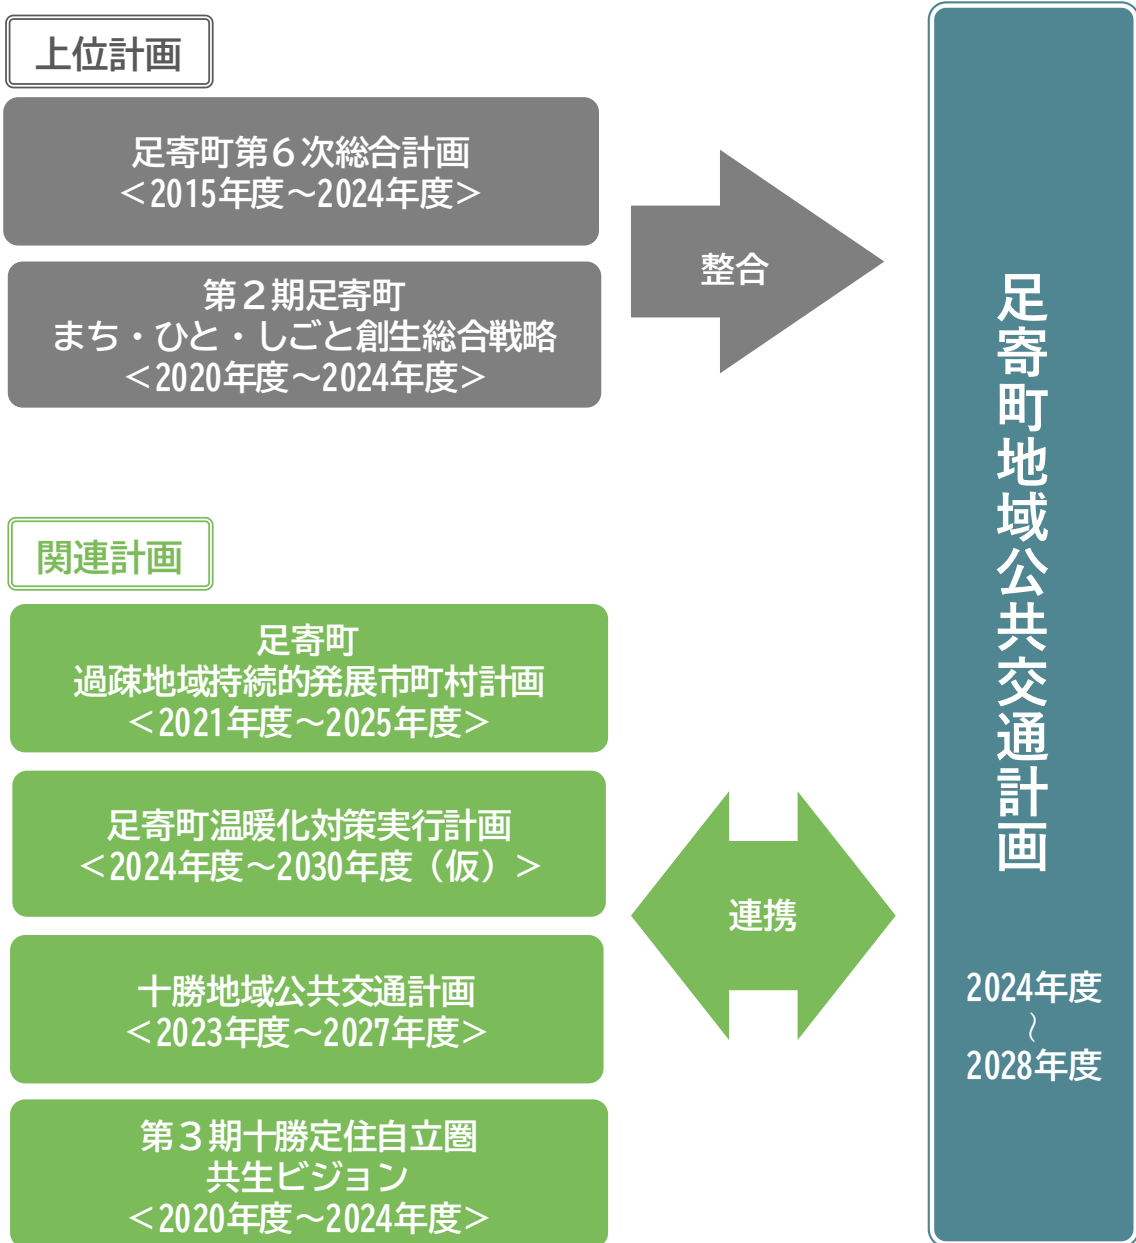 上位計画
足寄町第６次総合計画
＜2015年度～2024年度＞
第２期足寄町
まち・ひと・しごと創生総合戦略
＜2020年度～2024年度＞
整合
関連計画
足寄町
過疎地域持続的発展市町村計画
＜2021年度～2025年度＞
足寄町温暖化対策実行計画
＜2024年度～2030年度（仮）＞
十勝地域公共交通計画
＜2023年度～2027年度＞
第３期十勝定住自立圏
共生ビジョン
＜2020年度～2024年度＞
連携
足寄町地域公共交通計画
2024年度
～
2028年度